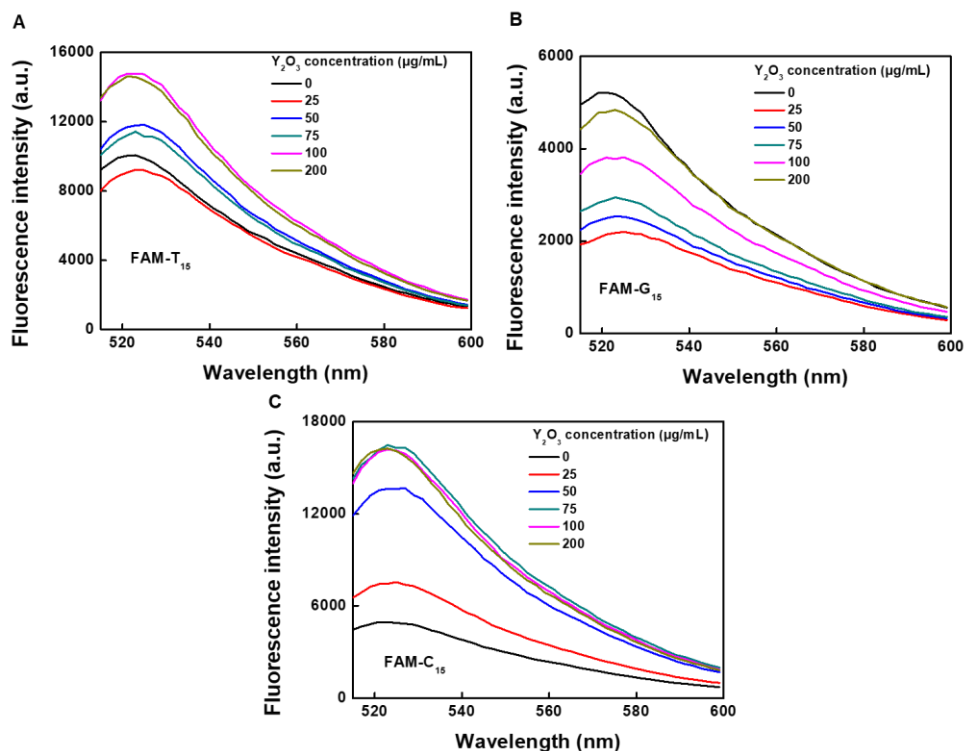 A
Fluorescence intensity (a.u.)
16000
12000
8000
4000
0
Y₂O₃ concentration (µg/mL)
0
25
50
75
100
200
FAM-T₁₅
520 540 560 580 600
Wavelength (nm)
B
Fluorescence intensity (a.u.)
6000
4000
2000
0
Y₂O₃ concentration (µg/mL)
0
25
50
75
100
200
FAM-G₁₅
520 540 560 580 600
Wavelength (nm)
C
Fluorescence intensity (a.u.)
18000
12000
6000
0
Y₂O₃ concentration (µg/mL)
0
25
50
75
100
200
FAM-C₁₅
520 540 560 580 600
Wavelength (nm)